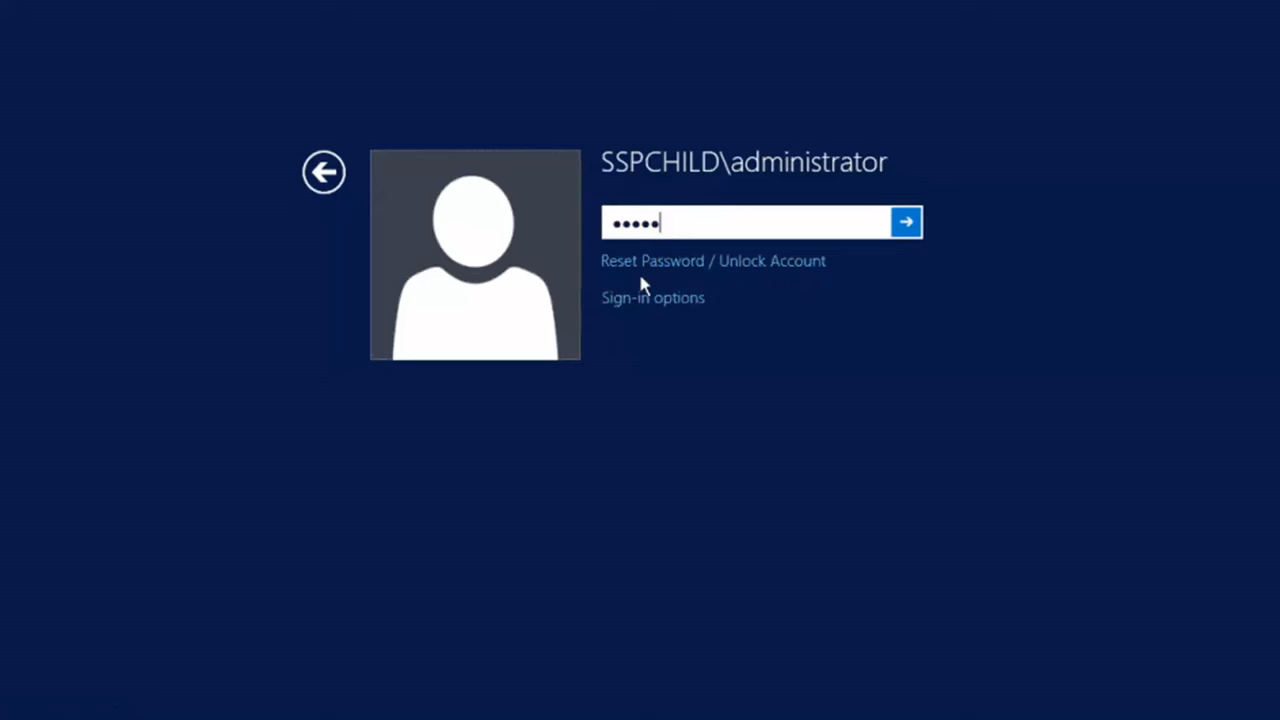 SSPCHILD\administrator
•••••
Reset Password / Unlock Account
Sign-in options